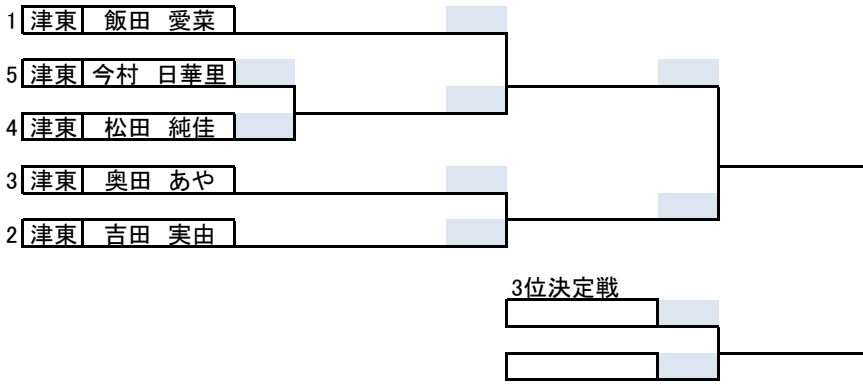 1 津東 飯田　愛菜
5 津東 今村　日華里
4 津東 松田　純佳
3 津東 奥田　あや
2 津東 吉田　実由
3位決定戦